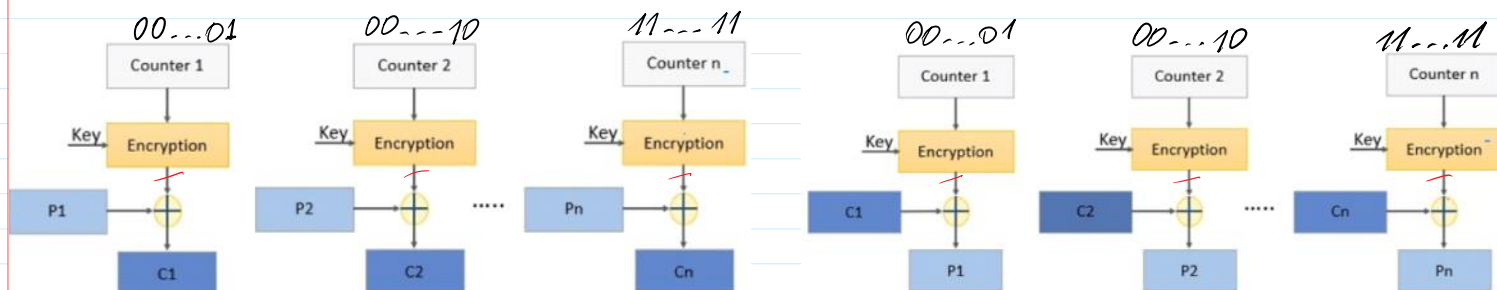 00...01 00...10 11...11 00...01 00...10 11...11
Counter 1 Counter 2 Counter n Counter 1 Counter 2 Counter n
Key Encryption Key Encryption Key Encryption Key Encryption Key Encryption Key Encryption
P1 P2 ..... Pn C1 C2 ..... Cn
C1 C2 Cn P1 P2 Pn